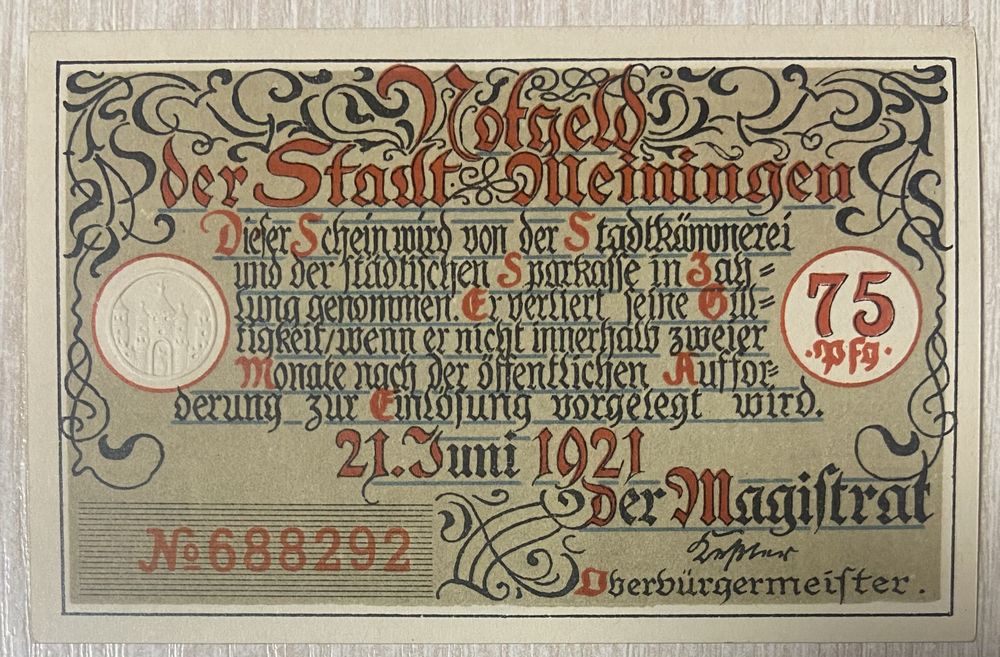 Notgeld
der Stadt Meiningen
Dieser Schein wird von der Stadtkämmerei
und der städtischen Sparkasse in Zah=
lung genommen. Er verliert seine Gül=
tigkeit, wenn er nicht innerhalb zweier
Monate nach der öffentlichen Auffor=
derung zur Einlösung vorgelegt wird.
75
Pfg.
21. Juni 1921
Der Magistrat
Keßler
Oberbürgermeister.
No 688292